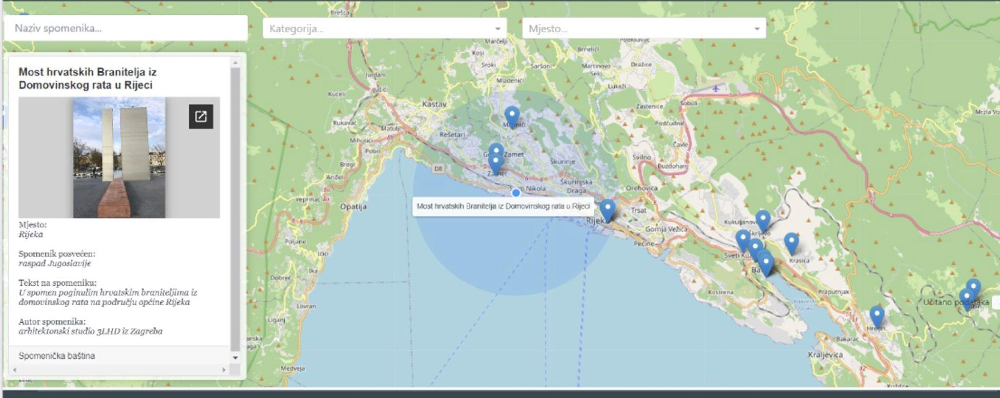 Naziv spomenika...
Kategorija...
Mjesto...
Most hrvatskih Branitelja iz
Domovinskog rata u Rijeci
Mjesto:
Rijeka
Spomenik posvećen:
raspad Jugoslavije
Tekst na spomeniku:
U spomen poginulim hrvatskim braniteljima iz
domovinskog rata na području općine Rijeka
Autor spomenika:
arhitektonski studio 3LHD iz Zagreba
Spomenička baština
Brešca
Marčelji
Kosi
Sroki
Saršoni
Mladenići
Brnelići
Martinovo
Selo
Dražice
Lukeži
Jurdani
Jušići
Kućeli
Kastav
Rukavac
Matulji
Mihotići
Pobri
Rešetari
Zamet
Zamet
Škurinje
Bregi
Anđeli
D8
Veprinac
Opatija
Sveti Nikola
Škurinjska
Draga
Most hrvatskih Branitelja iz Domovinskog rata u Rijeci
Zastenice
Soboli
Podčudnič
Čavle
Svilno
Buzdohanj
Orehovica
Trsat
Gornja Vežica
Pećine
Mrzla Vo
Poljane
Ičići
Ika
Dobreć
Lovran
Liganj
Medveja
Kukuljanovo
Škrljevo
Krasica
Kostrena
Praputnjak
Učitano podataka
Hreljin
Bakarac
Kraljevica